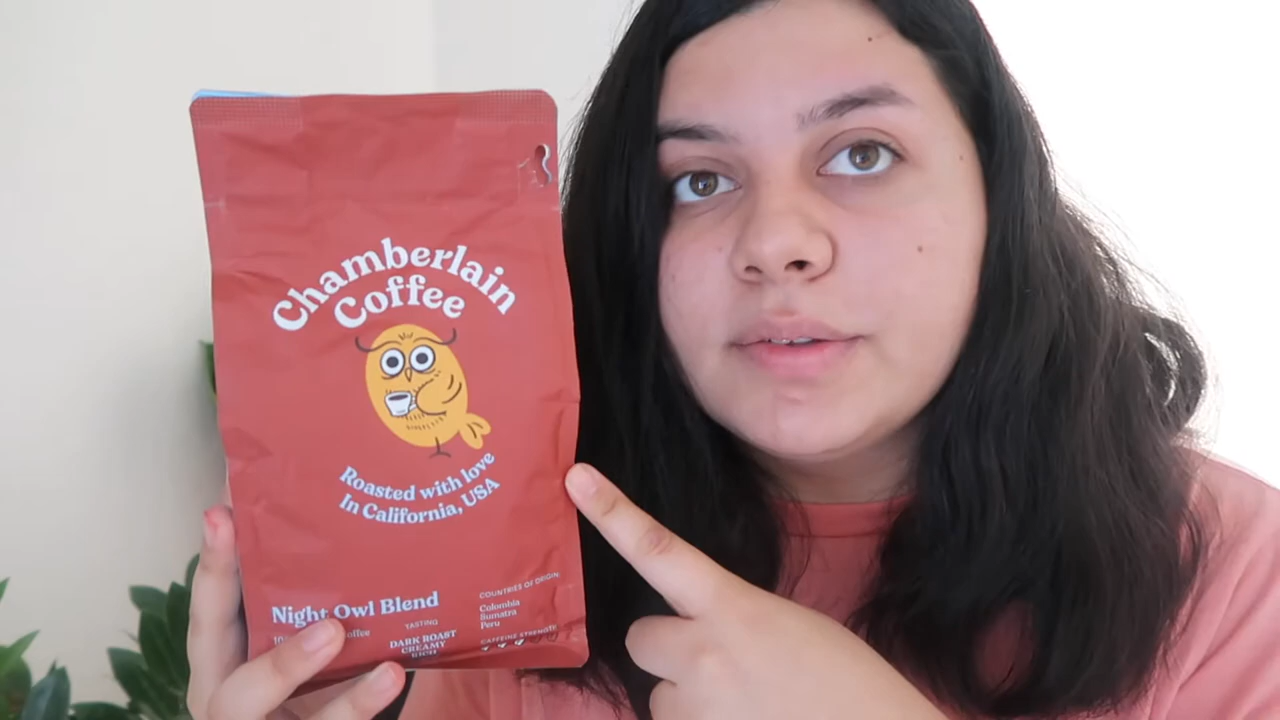 Chamberlain
Coffee
Roasted with love
In California, USA
Night Owl Blend
TASTING
DARK ROAST
CREAMY
RICH
COUNTRIES OF ORIGIN
Colombia
Sumatra
Peru
CAFFEINE STRENGTH